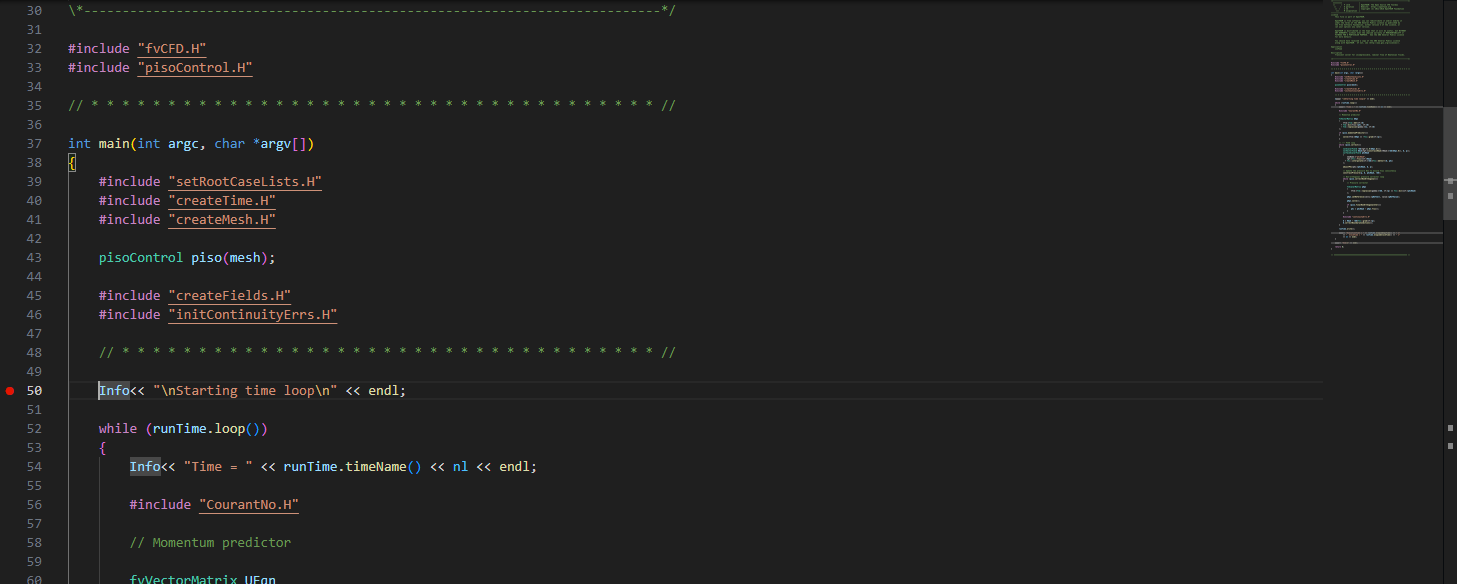 30 \*---------------------------------------------------------------------------*/
31
32 #include "fvCFD.H"
33 #include "pisoControl.H"
34
35 // * * * * * * * * * * * * * * * * * * * * * * * * * * * * * * * * * * * * * //
36
37 int main(int argc, char *argv[])
38 {
39     #include "setRootCaseLists.H"
40     #include "createTime.H"
41     #include "createMesh.H"
42
43     pisoControl piso(mesh);
44
45     #include "createFields.H"
46     #include "initContinuityErrs.H"
47
48     // * * * * * * * * * * * * * * * * * * * * * * * * * * * * * * * * * * * //
49
50     Info<< "\nStarting time loop\n" << endl;
51
52     while (runTime.loop())
53     {
54         Info<< "Time = " << runTime.timeName() << nl << endl;
55
56         #include "CourantNo.H"
57
58         // Momentum predictor
59
60         fvVectorMatrix UEqn